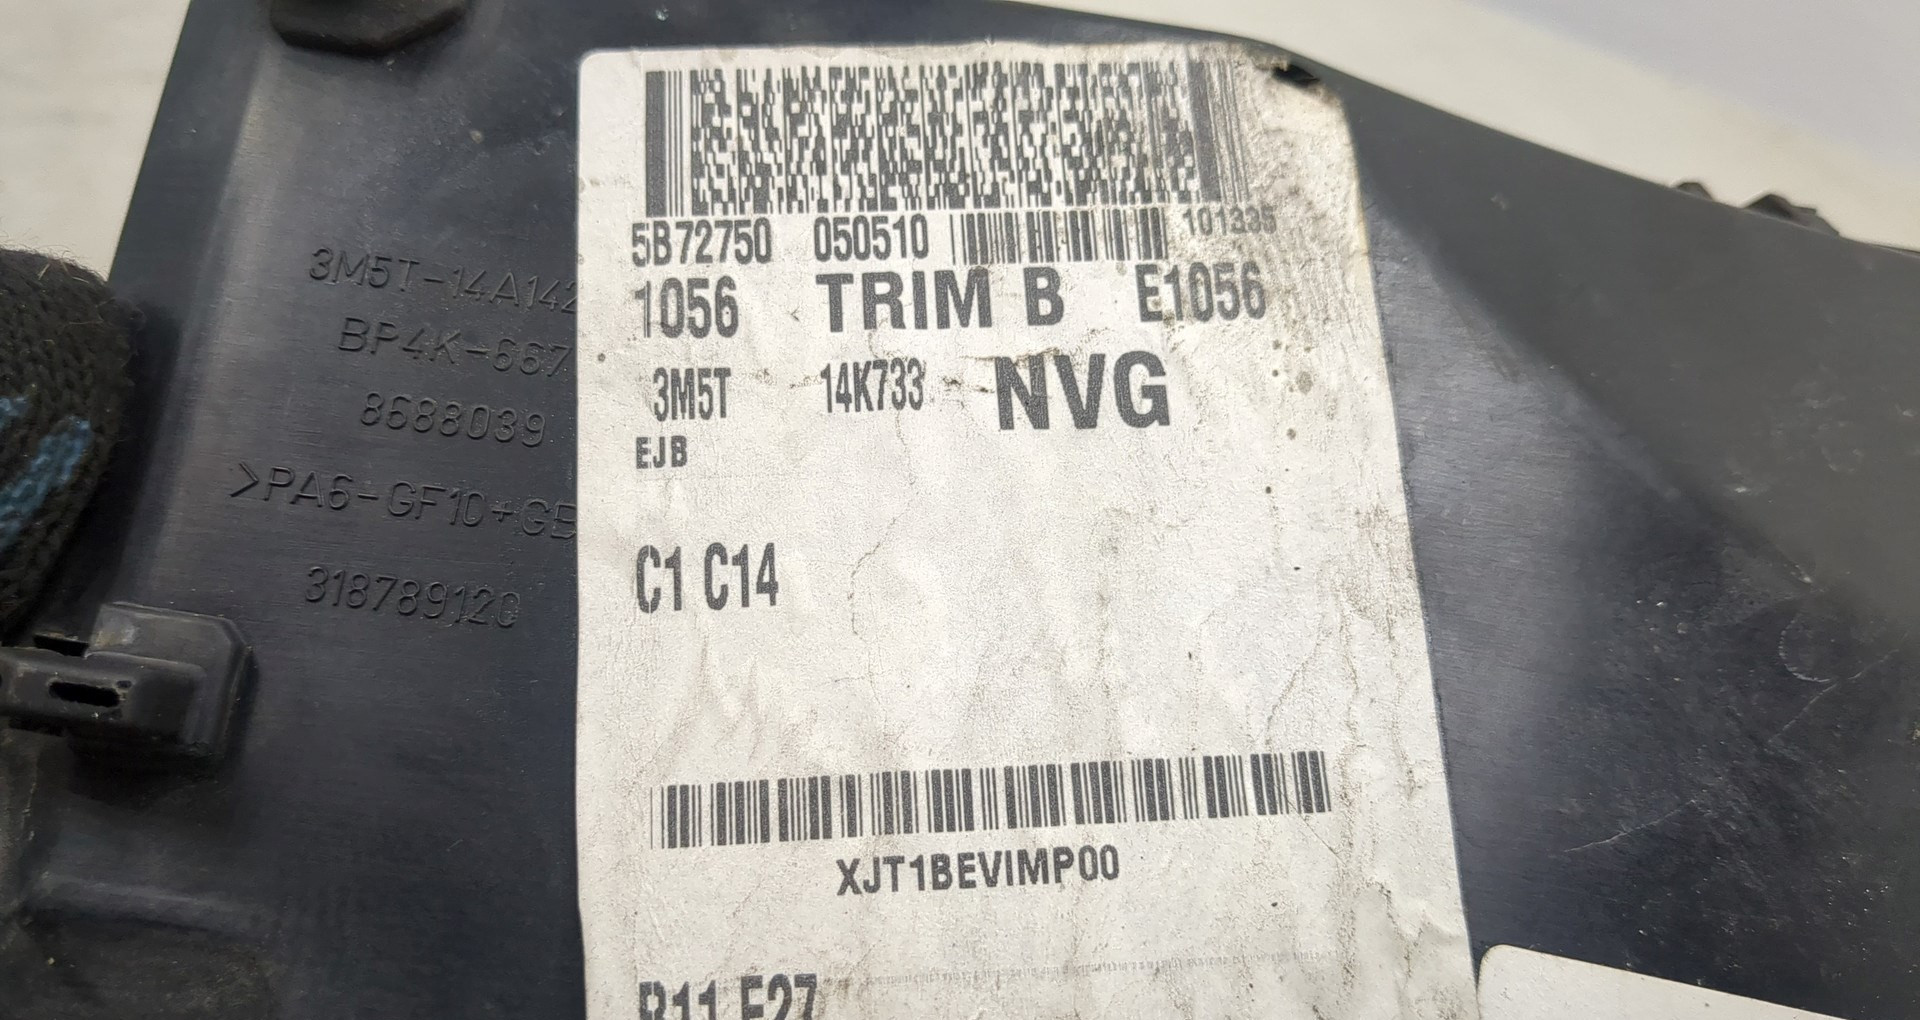 5B72750 050510 101335
1056 TRIM B E1056
3M5T 14K733 NVG
EJB
C1 C14
XJT1BEVIMP00
3M5T-14A142
BP4K-667
8688039
>PA6-GF10+GB
318789120